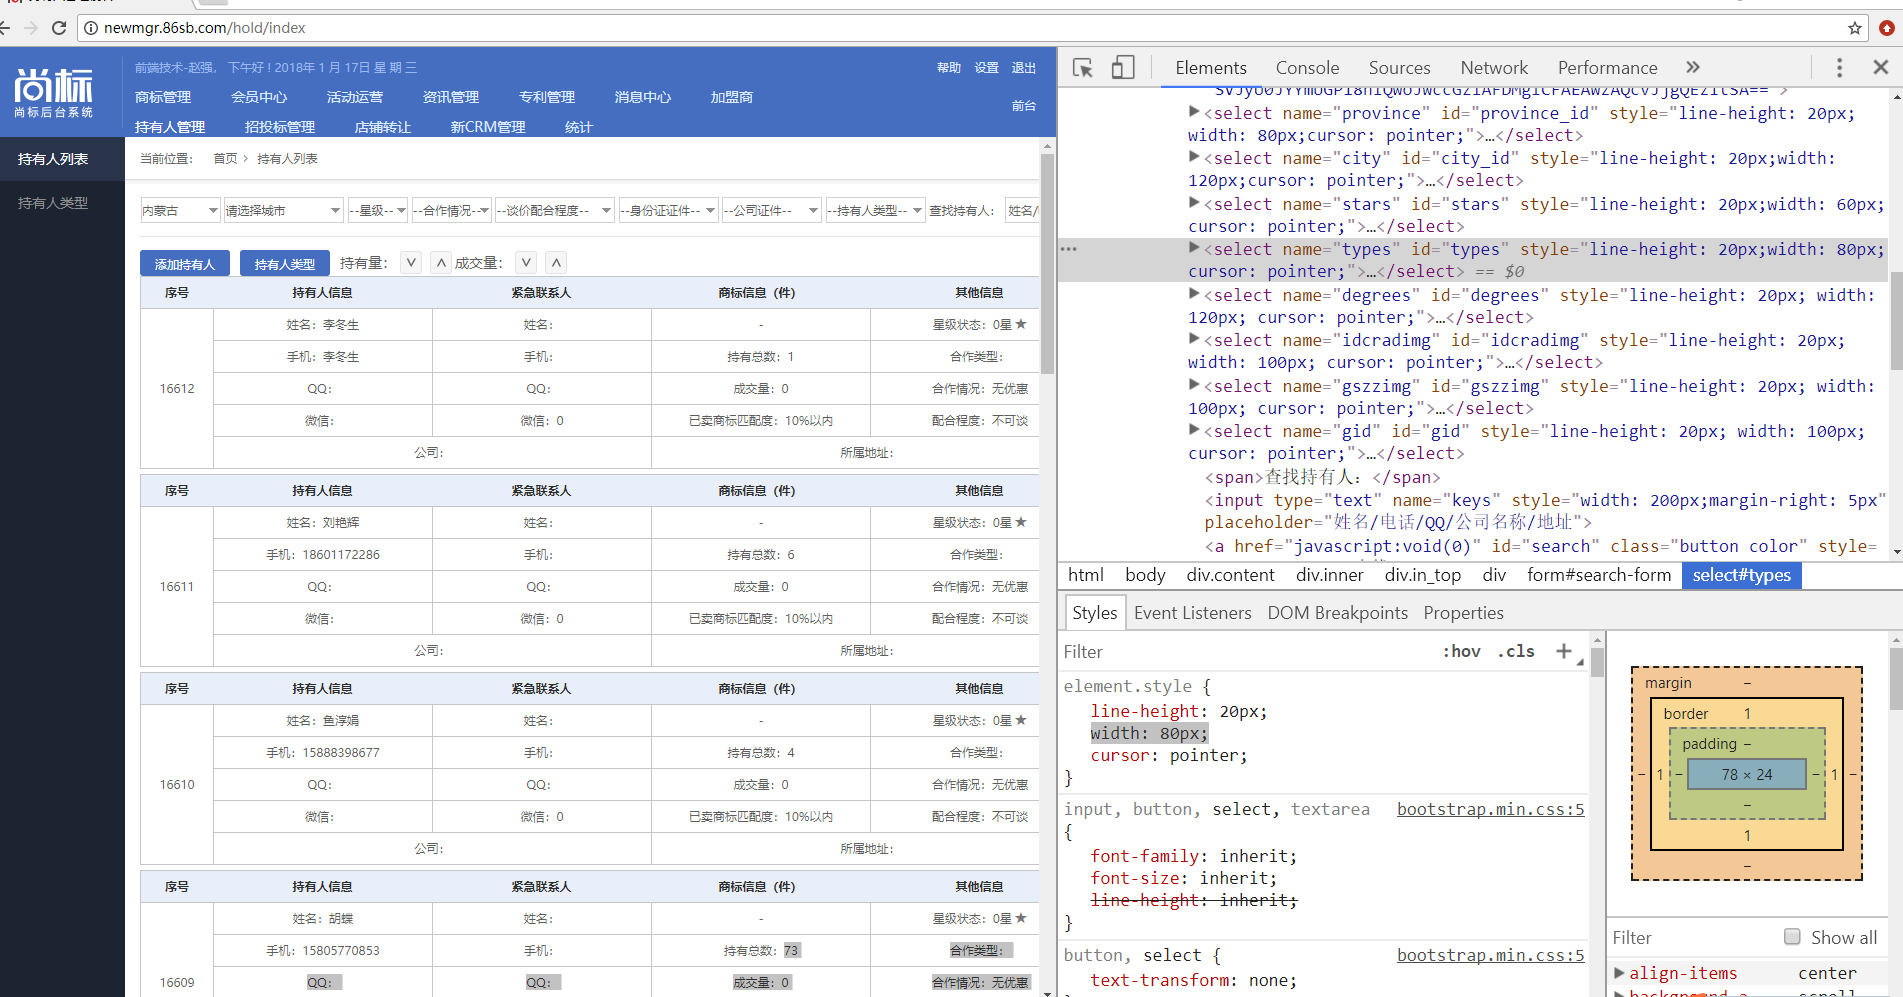 newmgr.86sb.com/hold/index
尚标
尚标后台系统
前端技术-赵强， 下午好 ! 2018年 1 月 17日 星 期 三
帮助 设置 退出
商标管理 会员中心 活动运营 资讯管理 专利管理 消息中心 加盟商
前台
持有人管理 招投标管理 店铺转让 新CRM管理 统计
持有人列表
持有人类型
当前位置： 首页 > 持有人列表
内蒙古 请选择城市 --星级-- --合作情况-- --谈价配合程度-- --身份证证件-- --公司证件-- --持有人类型-- 查找持有人： 姓名/
添加持有人 持有人类型 持有量： ∨ ∧ 成交量： ∨ ∧
序号 持有人信息 紧急联系人 商标信息（件） 其他信息
姓名：李冬生 姓名： - 星级状态：0星★
手机：李冬生 手机： 持有总数：1 合作类型：
16612 QQ： QQ： 成交量：0 合作情况：无优惠
微信： 微信：0 已卖商标匹配度：10%以内 配合程度：不可谈
公司： 所属地址：
序号 持有人信息 紧急联系人 商标信息（件） 其他信息
姓名：刘艳辉 姓名： - 星级状态：0星★
手机：18601172286 手机： 持有总数：6 合作类型：
16611 QQ： QQ： 成交量：0 合作情况：无优惠
微信： 微信：0 已卖商标匹配度：10%以内 配合程度：不可谈
公司： 所属地址：
序号 持有人信息 紧急联系人 商标信息（件） 其他信息
姓名：鱼淳娟 姓名： - 星级状态：0星★
手机：15888398677 手机： 持有总数：4 合作类型：
16610 QQ： QQ： 成交量：0 合作情况：无优惠
微信： 微信：0 已卖商标匹配度：10%以内 配合程度：不可谈
公司： 所属地址：
序号 持有人信息 紧急联系人 商标信息（件） 其他信息
姓名：胡蝶 姓名： - 星级状态：0星★
手机：15805770853 手机： 持有总数：73 合作类型：
16609 QQ： QQ： 成交量：0 合作情况：无优惠
Elements Console Sources Network Performance »
<select name="province" id="province_id" style="line-height: 20px;
width: 80px;cursor: pointer;">…</select>
<select name="city" id="city_id" style="line-height: 20px;width:
120px;cursor: pointer;">…</select>
<select name="stars" id="stars" style="line-height: 20px;width: 60px;
cursor: pointer;">…</select>
<select name="types" id="types" style="line-height: 20px;width: 80px;
cursor: pointer;">…</select> == $0
<select name="degrees" id="degrees" style="line-height: 20px; width:
120px; cursor: pointer;">…</select>
<select name="idcradimg" id="idcradimg" style="line-height: 20px;
width: 100px; cursor: pointer;">…</select>
<select name="gszzimg" id="gszzimg" style="line-height: 20px; width:
100px; cursor: pointer;">…</select>
<select name="gid" id="gid" style="line-height: 20px; width: 100px;
cursor: pointer;">…</select>
<span>查找持有人：</span>
<input type="text" name="keys" style="width: 200px;margin-right: 5px"
placeholder="姓名/电话/QQ/公司名称/地址">
<a href="javascript:void(0)" id="search" class="button color" style=
html body div.content div.inner div.in_top div form#search-form select#types
Styles Event Listeners DOM Breakpoints Properties
Filter :hov .cls +
element.style {
line-height: 20px;
width: 80px;
cursor: pointer;
}
input, button, select, textarea bootstrap.min.css:5
{
font-family: inherit;
font-size: inherit;
line-height: inherit;
}
button, select { bootstrap.min.css:5
text-transform: none;
margin –
border 1
padding –
– 1 – 78 × 24 – 1 –
–
1
–
Filter Show all
align-items center